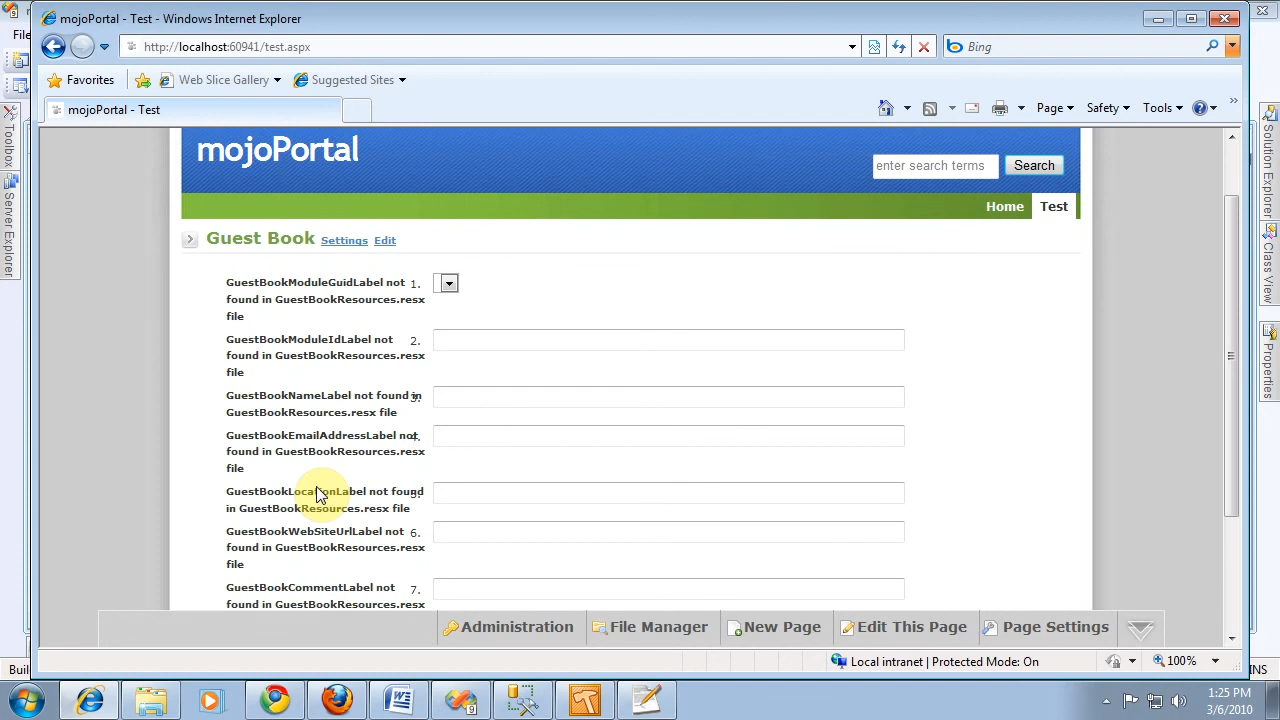 mojoPortal - Test - Windows Internet Explorer
Fil
http://localhost:60941/test.aspx
Bing
Favorites
Web Slice Gallery
Suggested Sites
mojoPortal - Test
Page
Safety
Tools
Toolbox
Server Explorer
Solution Explorer
Class View
Properties
mojoPortal
enter search terms
Search
Home
Test
Guest Book Settings Edit
GuestBookModuleGuidLabel not 1.
found in GuestBookResources.resx
file
GuestBookModuleIdLabel not 2.
found in GuestBookResources.resx
file
GuestBookNameLabel not found in 3.
GuestBookResources.resx file
GuestBookEmailAddressLabel not 4.
found in GuestBookResources.resx
file
GuestBookLocationLabel not found 5.
in GuestBookResources.resx file
GuestBookWebSiteUrlLabel not 6.
found in GuestBookResources.resx
file
GuestBookCommentLabel not 7.
found in GuestBookResources.resx
Administration
File Manager
New Page
Edit This Page
Page Settings
Buil
Local intranet | Protected Mode: On
100%
INS
1:25 PM
3/6/2010